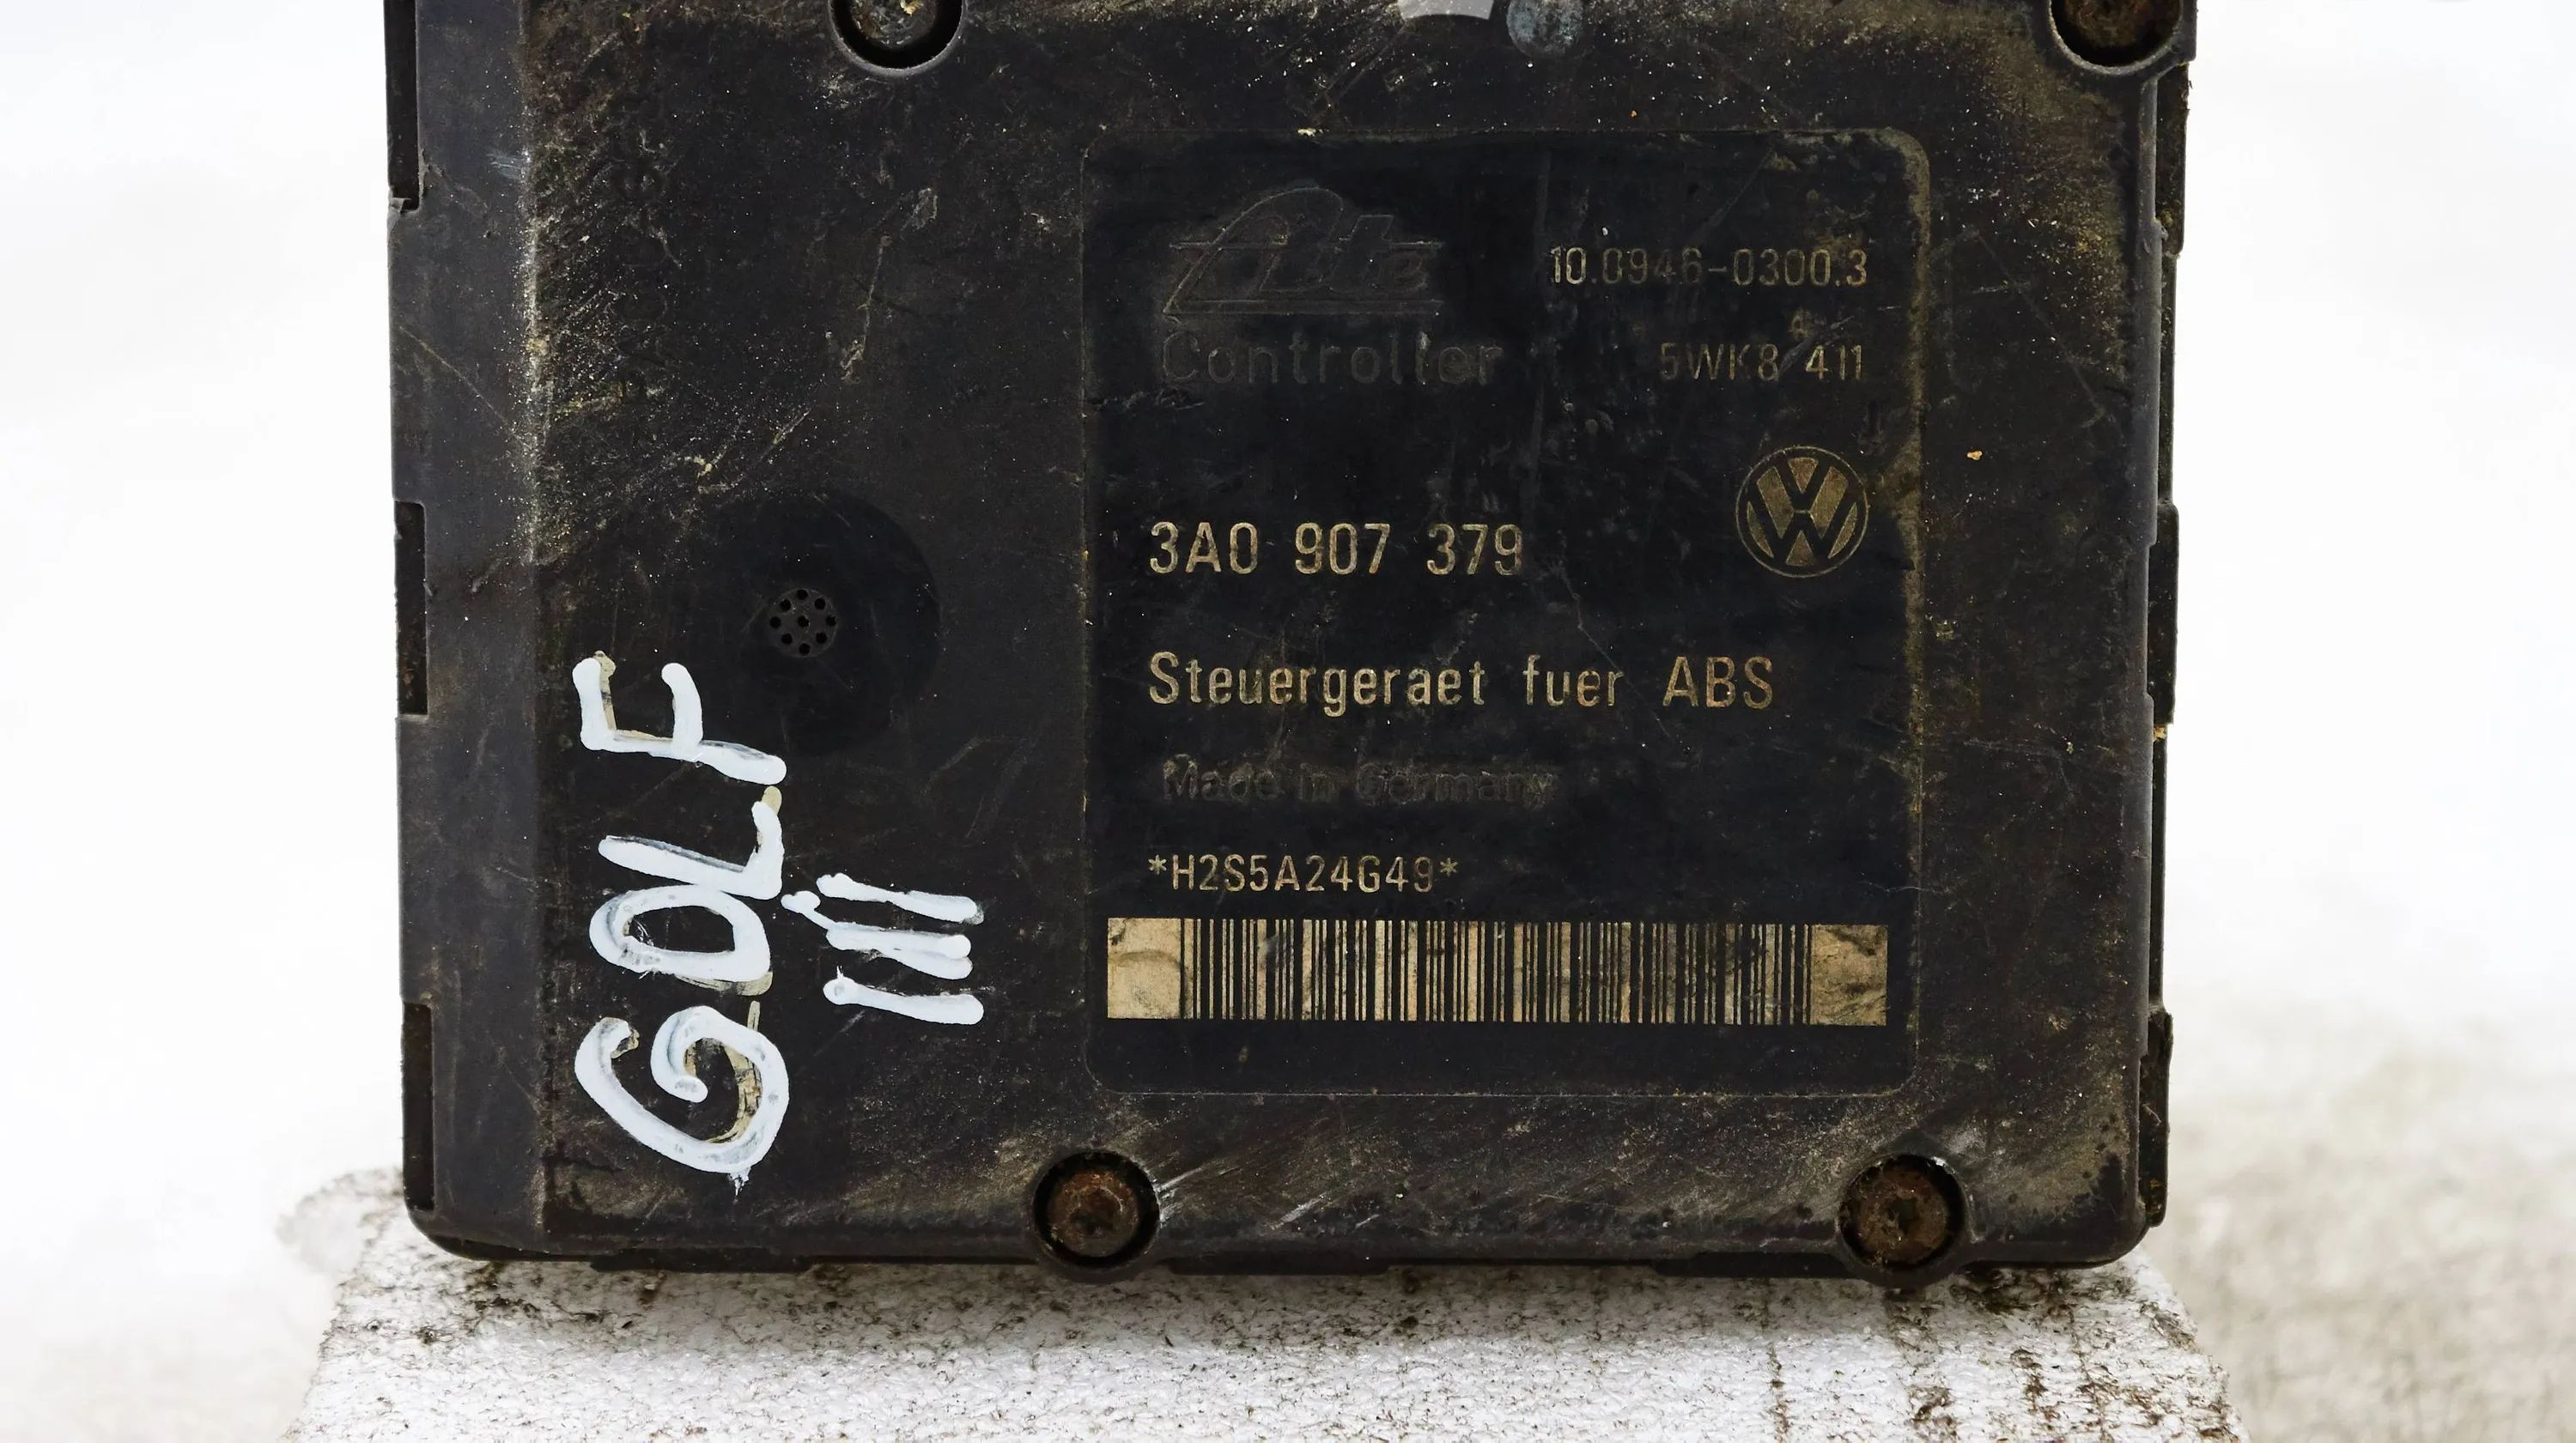 Ate
10.0946-0300.3
Controller
5WK8 411
3A0 907 379
Steuergeraet fuer ABS
Made in Germany
*H2S5A24G49*
GOLF
III